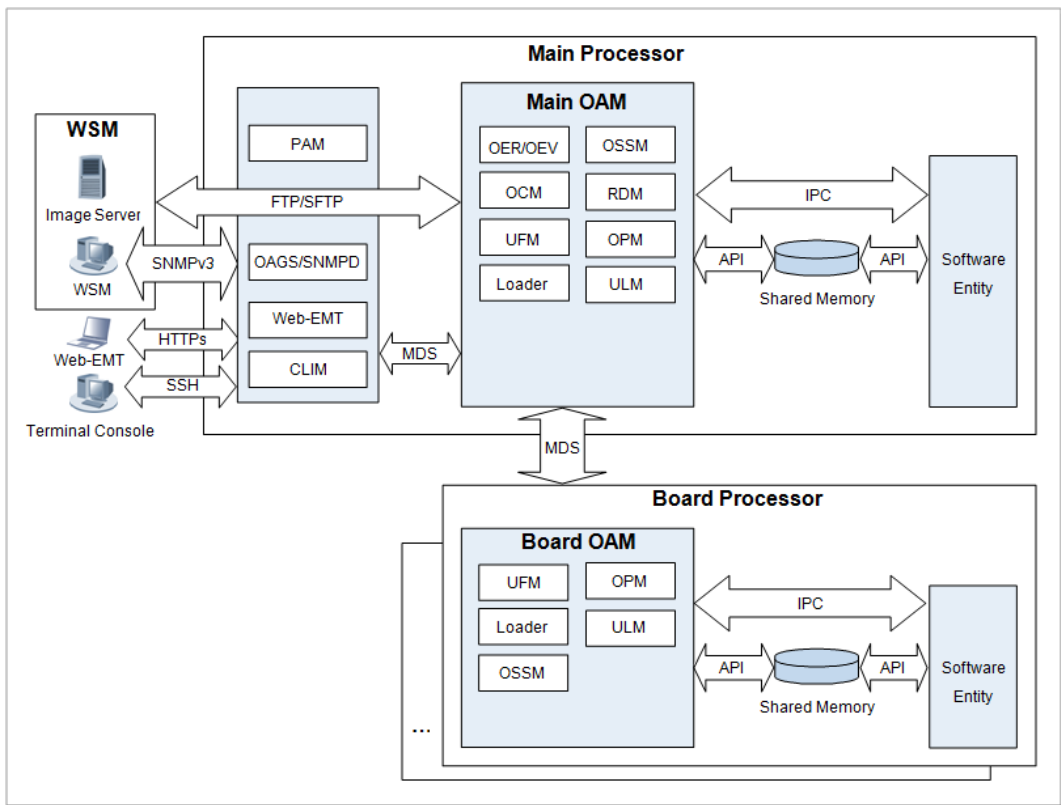 Main Processor
WSM
Image Server
WSM
Web-EMT
Terminal Console
FTP/SFTP
SNMPv3
HTTPs
SSH
PAM
OAGS/SNMPD
Web-EMT
CLIM
MDS
Main OAM
OER/OEV
OSSM
OCM
RDM
UFM
OPM
Loader
ULM
IPC
API
API
Shared Memory
Software
Entity
MDS
Board Processor
Board OAM
UFM
OPM
Loader
ULM
OSSM
IPC
API
API
Shared Memory
Software
Entity
...